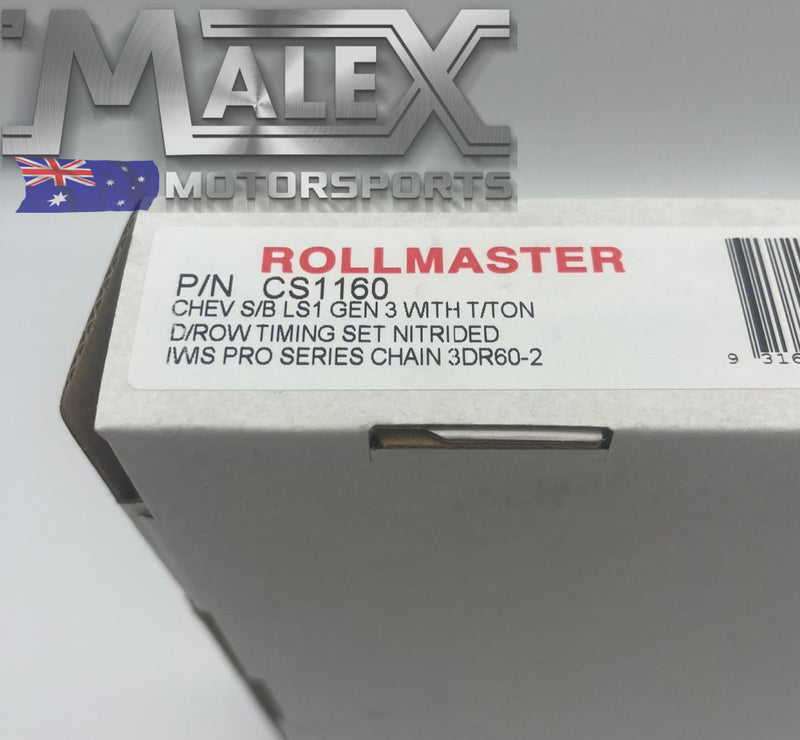 MALEX
MOTORSPORTS
ROLLMASTER
P/N CS1160
CHEV S/B LS1 GEN 3 WITH T/TON
D/ROW TIMING SET NITRIDED
IWIS PRO SERIES CHAIN 3DR60-2
9 316